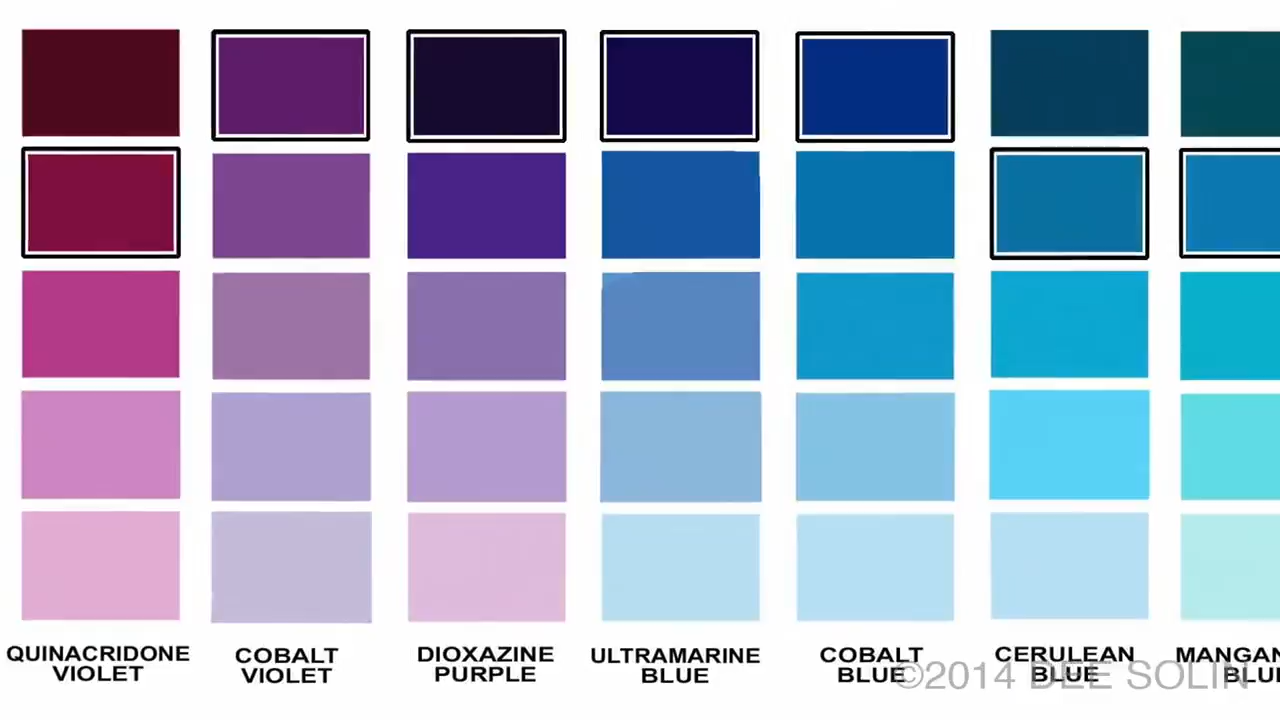 QUINACRIDONE
VIOLET
COBALT
VIOLET
DIOXAZINE
PURPLE
ULTRAMARINE
BLUE
COBALT
BLUE
CERULEAN
BLUE
©2014 DEE SOLIN